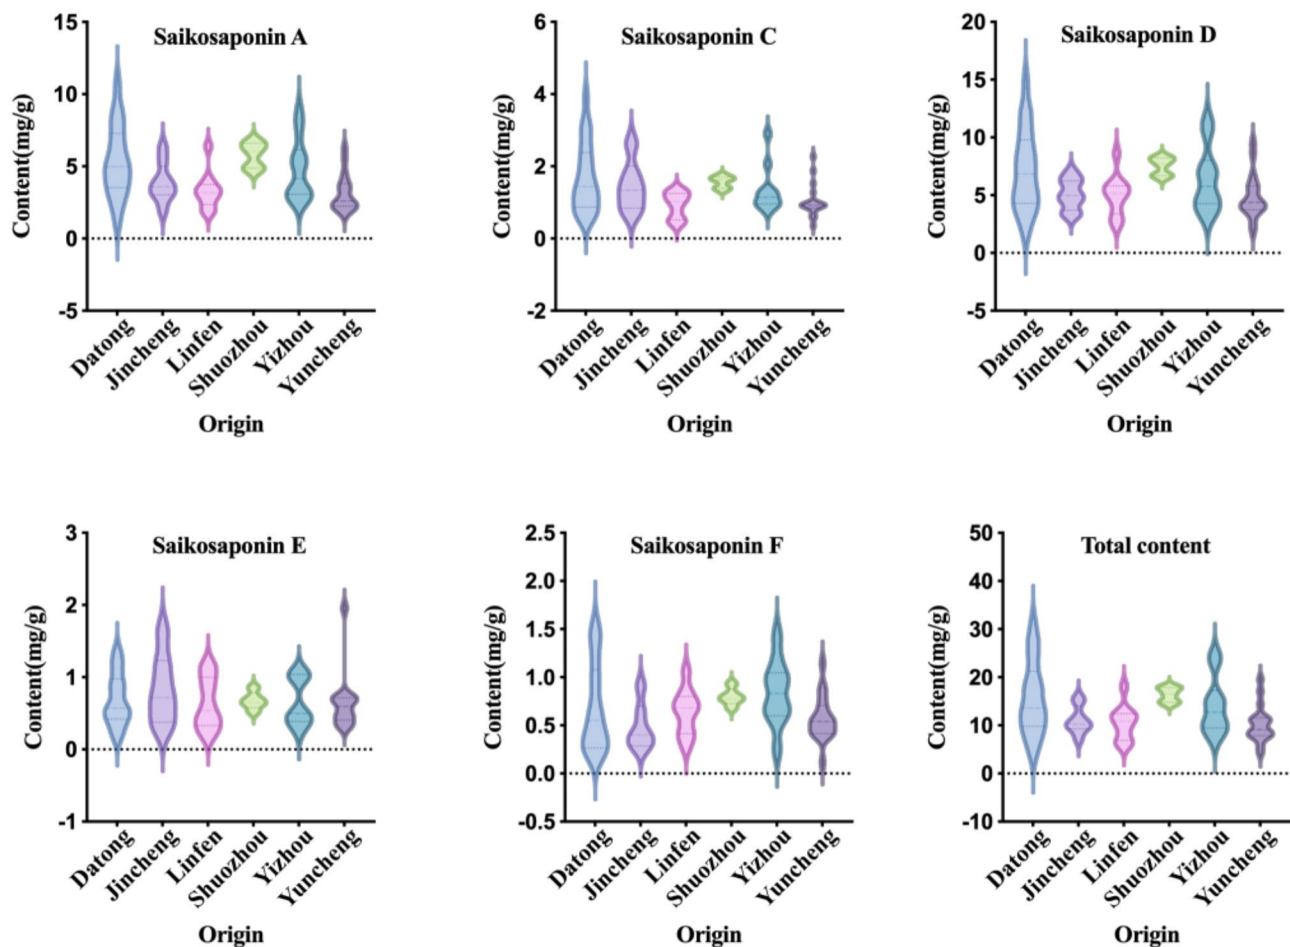 Saikosaponin A
Content(mg/g)
15
10
5
0
-5
Datong
Jincheng
Linfen
Shuozhou
Yizhou
Yuncheng
Origin
Saikosaponin C
Content(mg/g)
6
4
2
0
-2
Datong
Jincheng
Linfen
Shuozhou
Yizhou
Yuncheng
Origin
Saikosaponin D
Content(mg/g)
20
15
10
5
0
-5
Datong
Jincheng
Linfen
Shuozhou
Yizhou
Yuncheng
Origin
Saikosaponin E
Content(mg/g)
3
2
1
0
-1
Datong
Jincheng
Linfen
Shuozhou
Yizhou
Yuncheng
Origin
Saikosaponin F
Content(mg/g)
2.5
2.0
1.5
1.0
0.5
0.0
-0.5
Datong
Jincheng
Linfen
Shuozhou
Yizhou
Yuncheng
Origin
Total content
Content(mg/g)
50
40
30
20
10
0
-10
Datong
Jincheng
Linfen
Shuozhou
Yizhou
Yuncheng
Origin